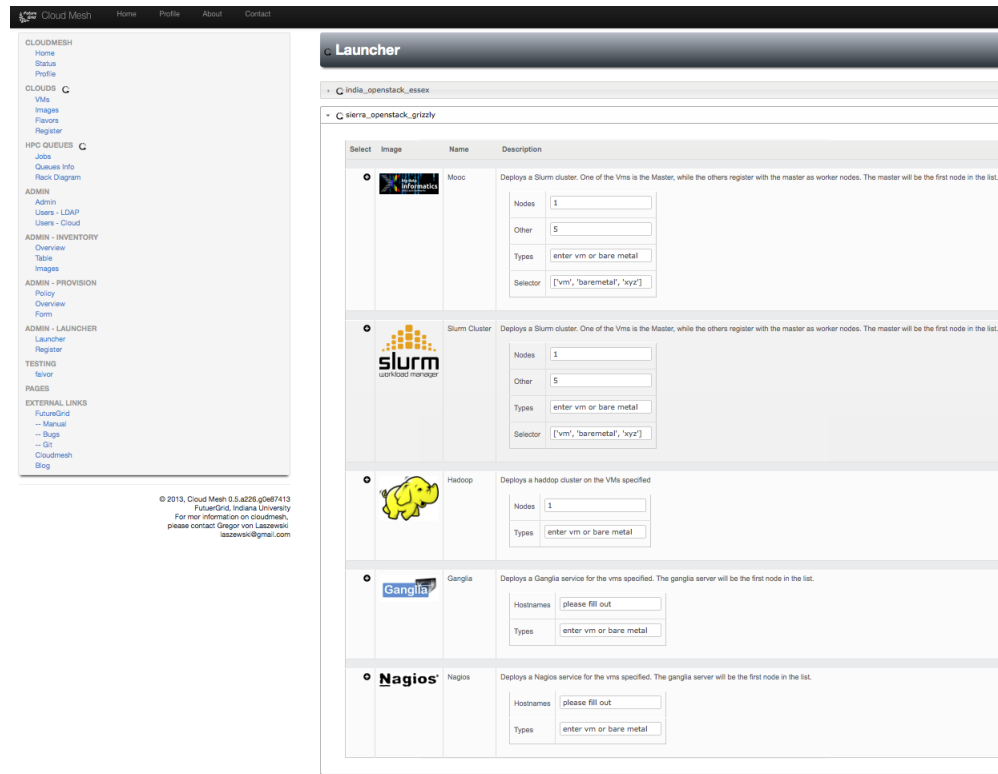 Future Grid Cloud Mesh Home Profile About Contact
CLOUDMESH
Home
Status
Profile
CLOUDS
VMs
Images
Flavors
Register
HPC QUEUES
Jobs
Queues Info
Rack Diagram
ADMIN
Admin
Users - LDAP
Users - Cloud
ADMIN - INVENTORY
Overview
Table
Images
ADMIN - PROVISION
Policy
Overview
Form
ADMIN - LAUNCHER
Launcher
Register
TESTING
falvor
PAGES
EXTERNAL LINKS
FutureGrid
-- Manual
-- Bugs
-- Git
Cloudmesh
Blog
© 2013, Cloud Mesh 0.5.a226.g0e87413
FutuerGrid, Indiana University
For mor information on cloudmesh,
please contact Gregor von Laszewski
laszewski@gmail.com
Launcher
india_openstack_essex
sierra_openstack_grizzly
Select Image Name Description
informatics
Mooc
Deploys a Slurm cluster. One of the Vms is the Master, while the others register with the master as worker nodes. The master will be the first node in the list.
Nodes 1
Other 5
Types enter vm or bare metal
Selector ['vm', 'baremetal', 'xyz']
slurm
workload manager
Slurm Cluster
Deploys a Slurm cluster. One of the Vms is the Master, while the others register with the master as worker nodes. The master will be the first node in the list.
Nodes 1
Other 5
Types enter vm or bare metal
Selector ['vm', 'baremetal', 'xyz']
Hadoop
Deploys a haddop cluster on the VMs specified
Nodes 1
Types enter vm or bare metal
Ganglia
Ganglia
Deploys a Ganglia service for the vms specified. The ganglia server will be the first node in the list.
Hostnames please fill out
Types enter vm or bare metal
Nagios®
Nagios
Deploys a Nagios service for the vms specified. The ganglia server will be the first node in the list.
Hostnames please fill out
Types enter vm or bare metal